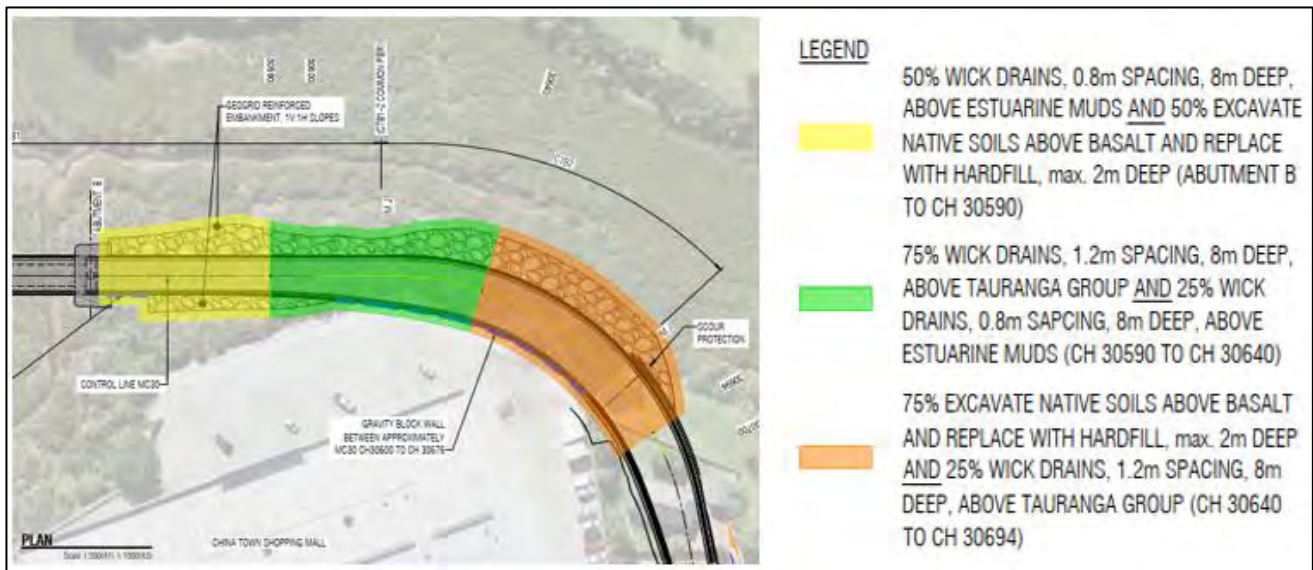 30590
30600
30640
GEOGRID REINFORCED
EMBANKMENT, 1V:1H SLOPES
ABUTMENT B
SCOUR
PROTECTION
CONTROL LINE MC30
GRAVITY BLOCK WALL
BETWEEN APPROXIMATELY
MC30 CH30600 TO CH 30676
30694
CHINA TOWN SHOPPING MALL
PLAN
LEGEND
50% WICK DRAINS, 0.8m SPACING, 8m DEEP,
ABOVE ESTUARINE MUDS AND 50% EXCAVATE
NATIVE SOILS ABOVE BASALT AND REPLACE
WITH HARDFILL, max. 2m DEEP (ABUTMENT B
TO CH 30590)
75% WICK DRAINS, 1.2m SPACING, 8m DEEP,
ABOVE TAURANGA GROUP AND 25% WICK
DRAINS, 0.8m SAPCING, 8m DEEP, ABOVE
ESTUARINE MUDS (CH 30590 TO CH 30640)
75% EXCAVATE NATIVE SOILS ABOVE BASALT
AND REPLACE WITH HARDFILL, max. 2m DEEP
AND 25% WICK DRAINS, 1.2m SPACING, 8m
DEEP, ABOVE TAURANGA GROUP (CH 30640
TO CH 30694)